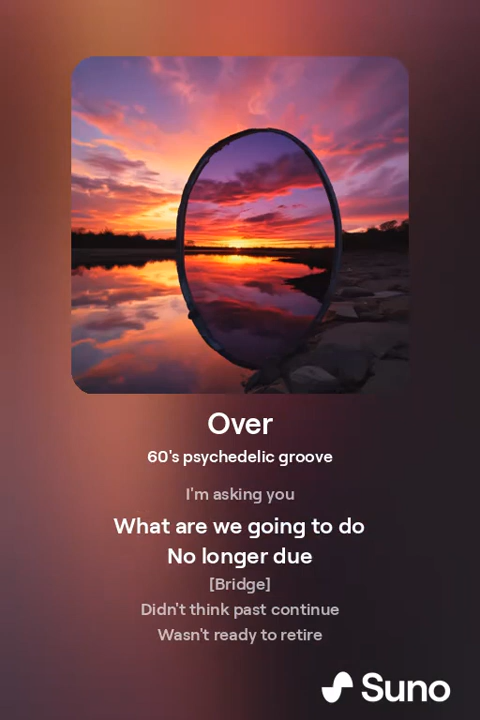 Over
60's psychedelic groove
I'm asking you
What are we going to do
No longer due
[Bridge]
Didn't think past continue
Wasn't ready to retire
Suno